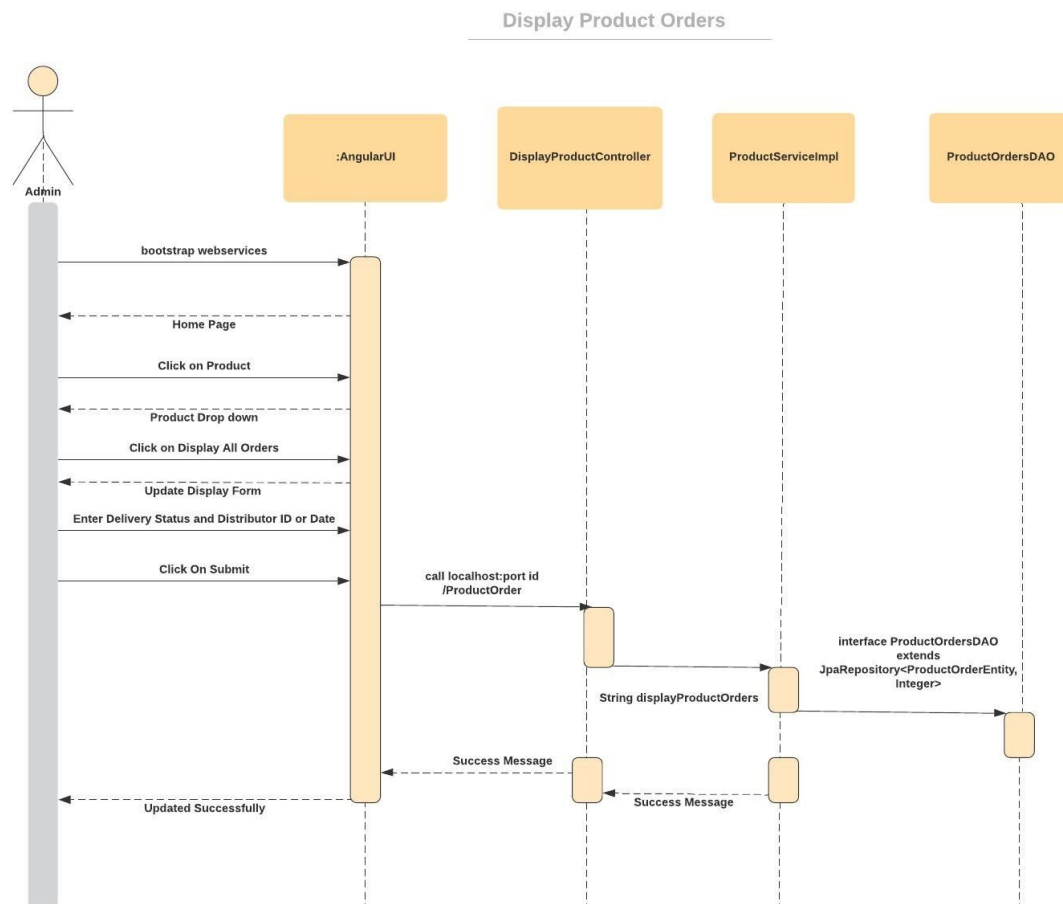 Display Product Orders
Admin
:AngularUI
DisplayProductController
ProductServiceImpl
ProductOrdersDAO
bootstrap webservices
Home Page
Click on Product
Product Drop down
Click on Display All Orders
Update Display Form
Enter Delivery Status and Distributor ID or Date
Click On Submit
call localhost:port id
/ProductOrder
interface ProductOrdersDAO
extends
JpaRepository<ProductOrderEntity,
Integer>
String displayProductOrders
Success Message
Success Message
Updated Successfully